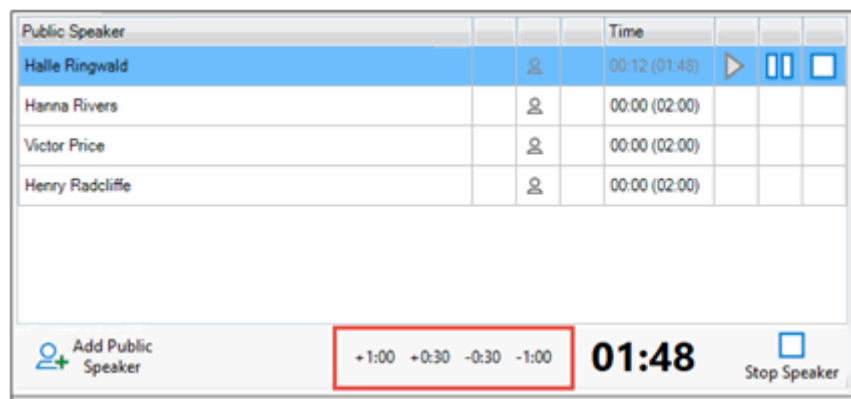 Public Speaker Time
Halle Ringwald 00:12 (01:48)
Hanna Rivers 00:00 (02:00)
Victor Price 00:00 (02:00)
Henry Radcliffe 00:00 (02:00)
Add Public
Speaker
+1:00 +0:30 -0:30 -1:00
01:48
Stop Speaker